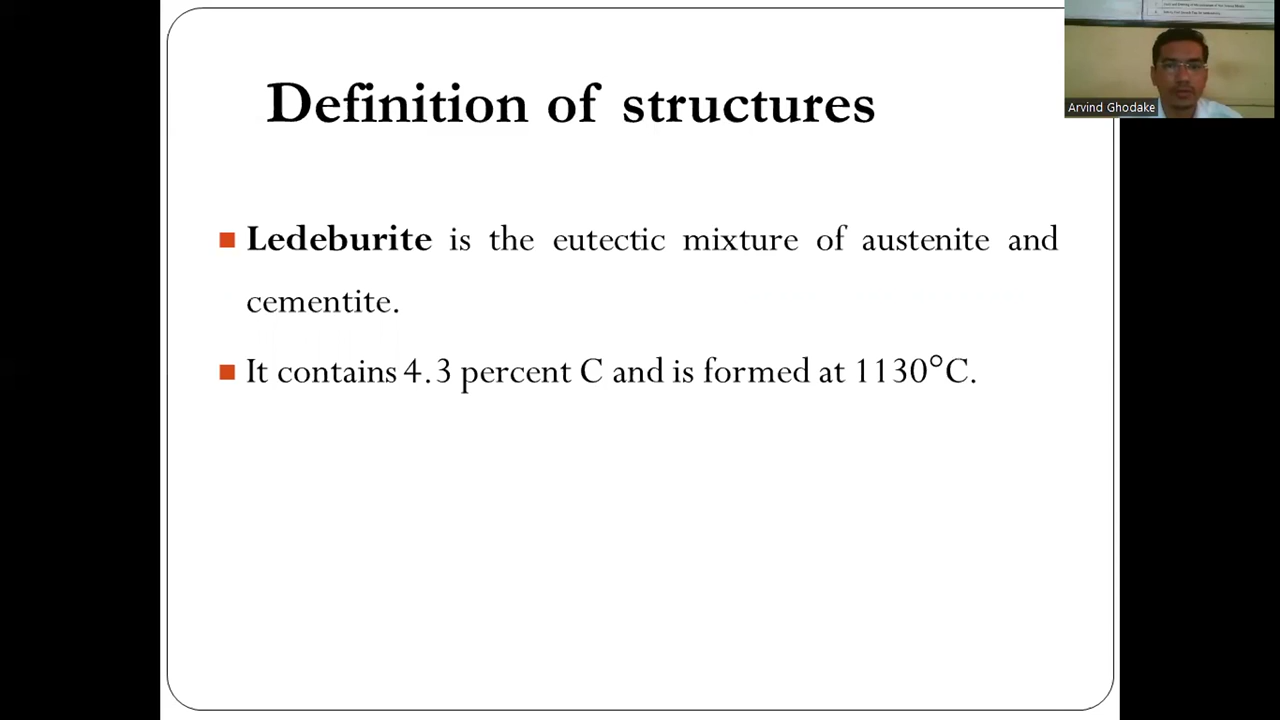 Definition of structures
Arvind Ghodake
Ledeburite is the eutectic mixture of austenite and
cementite.
It contains 4.3 percent C and is formed at 1130°C.